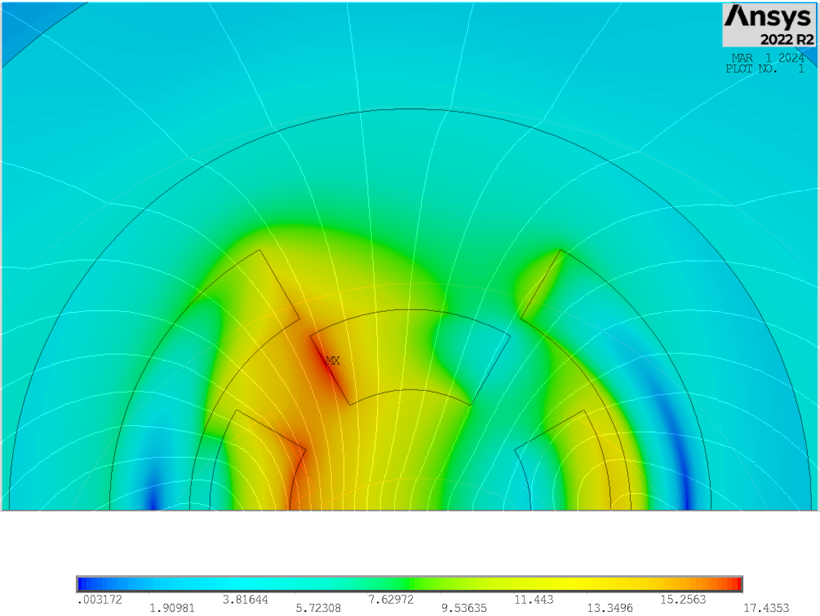 Ansys
2022 R2
MAR 1 2024
PLOT NO. 1
MX
.003172 3.81644 7.62972 11.443 15.2563
1.90981 5.72308 9.53635 13.3496 17.4353